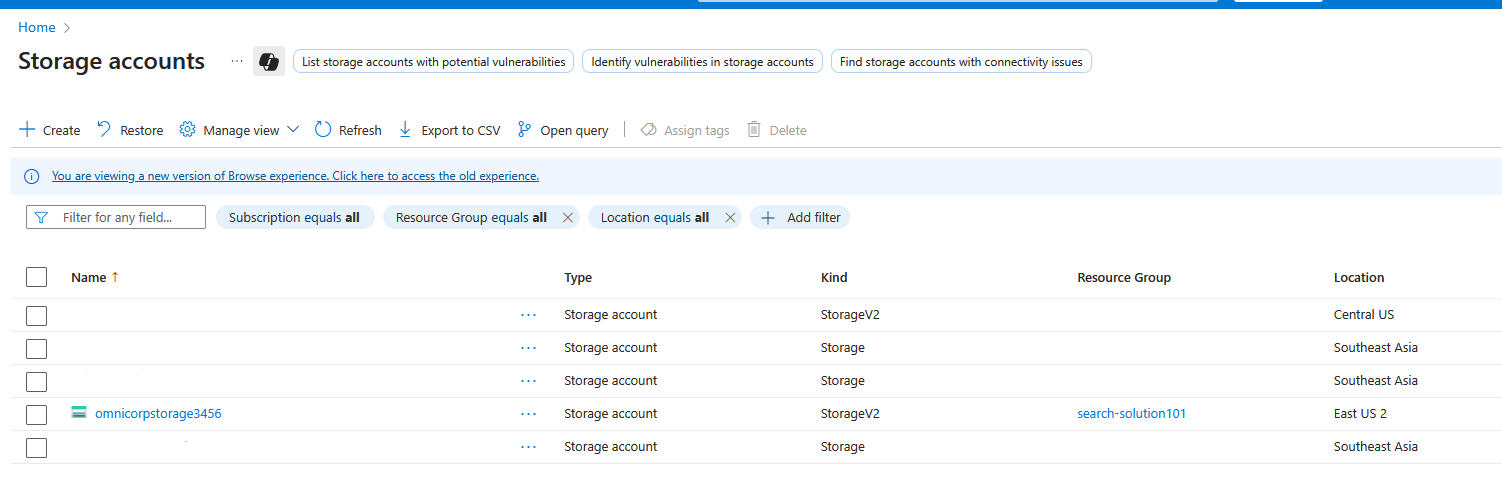 Home
Storage accounts ... List storage accounts with potential vulnerabilities Identify vulnerabilities in storage accounts Find storage accounts with connectivity issues
Create Restore Manage view Refresh Export to CSV Open query Assign tags Delete
You are viewing a new version of Browse experience. Click here to access the old experience.
Filter for any field... Subscription equals all Resource Group equals all Location equals all Add filter
Name ↑ Type Kind Resource Group Location
... Storage account StorageV2 Central US
... Storage account Storage Southeast Asia
... Storage account Storage Southeast Asia
omnicorpstorage3456 ... Storage account StorageV2 search-solution101 East US 2
... Storage account Storage Southeast Asia